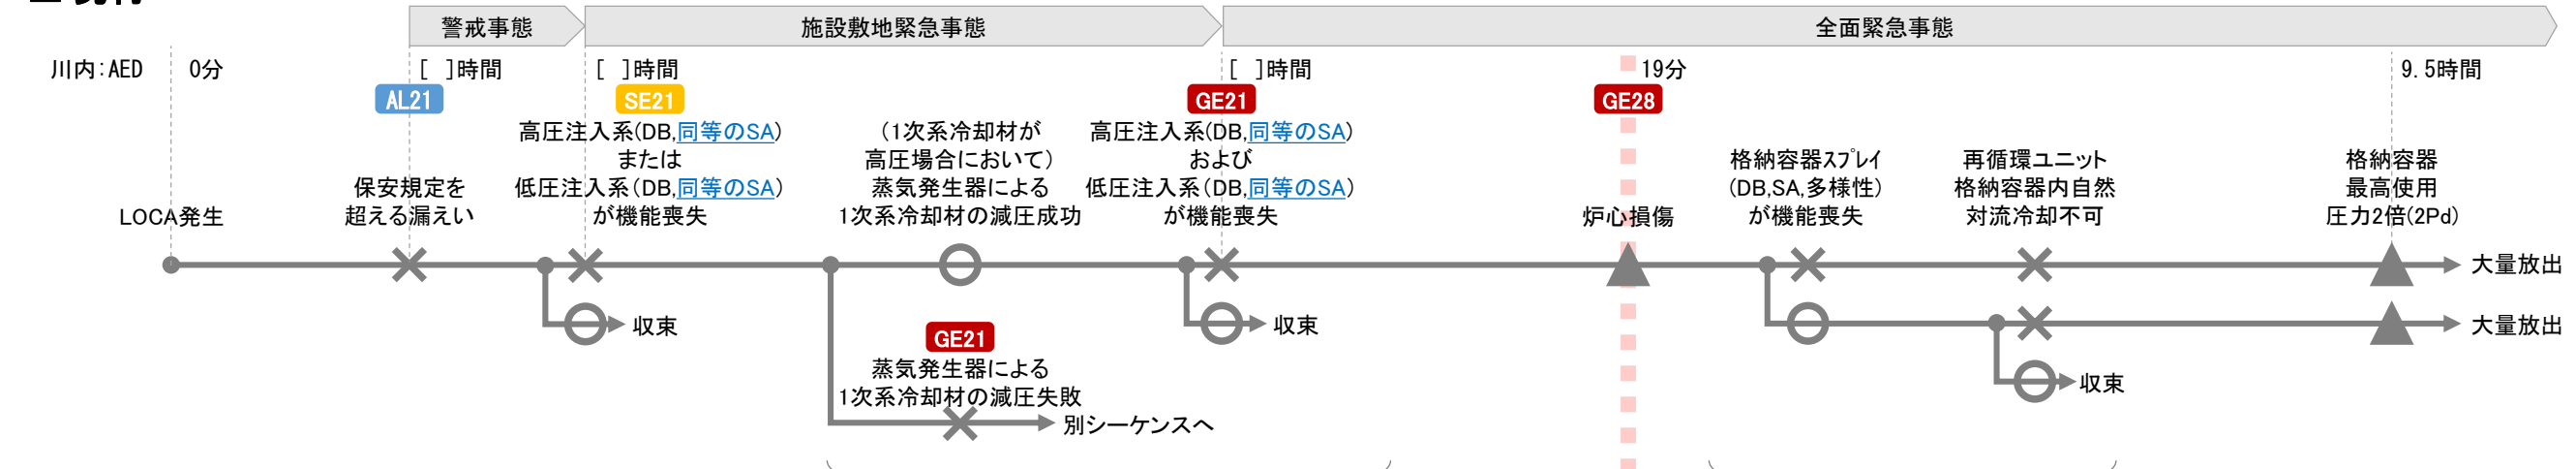 警戒事態
施設敷地緊急事態
全面緊急事態
川内:AED
0分
[ ]時間
[ ]時間
[ ]時間
19分
9.5時間
AL21
SE21
GE21
GE28
LOCA発生
保安規定を
超える漏えい
高圧注入系(DB,同等のSA)
または
低圧注入系(DB,同等のSA)
が機能喪失
(1次系冷却材が
高圧場合において)
蒸気発生器による
1次系冷却材の減圧成功
高圧注入系(DB,同等のSA)
および
低圧注入系(DB,同等のSA)
が機能喪失
炉心損傷
格納容器スプレイ
(DB,SA,多様性)
が機能喪失
再循環ユニット
格納容器内自然
対流冷却不可
格納容器
最高使用
圧力2倍(2Pd)
大量放出
収束
収束
大量放出
GE21
蒸気発生器による
1次系冷却材の減圧失敗
収束
別シーケンスへ